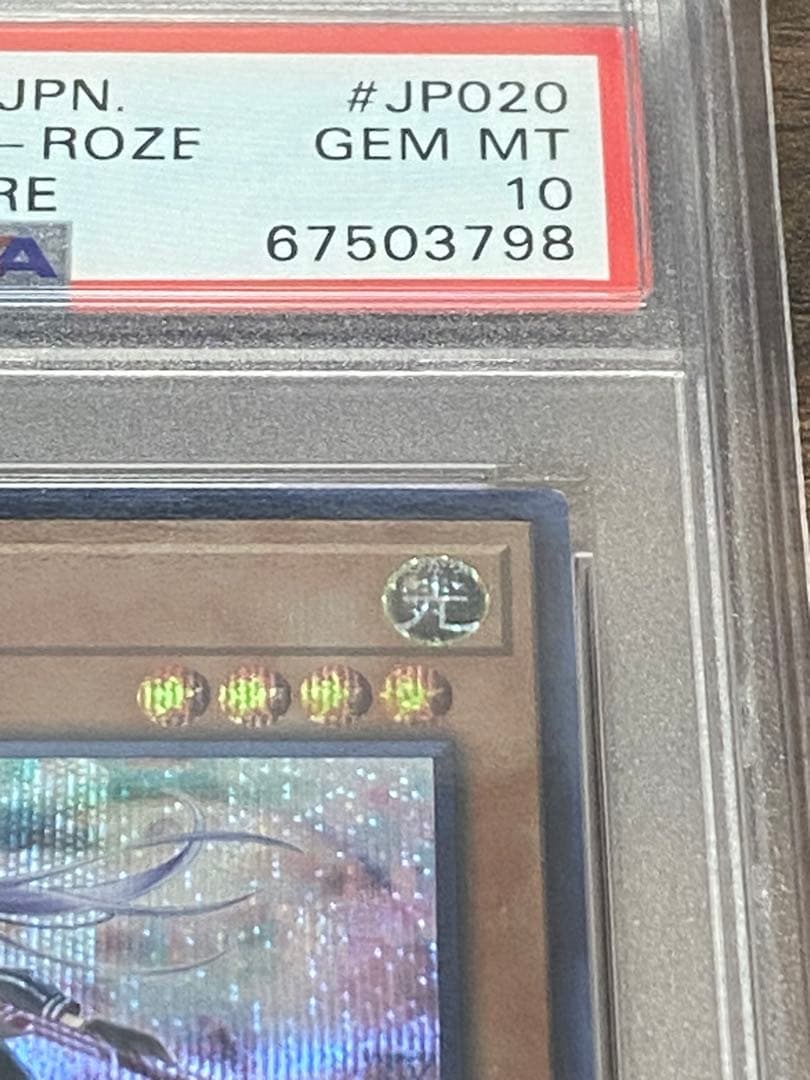 JPN. #JP020
–ROZE GEM MT
RE 10
67503798
A
光